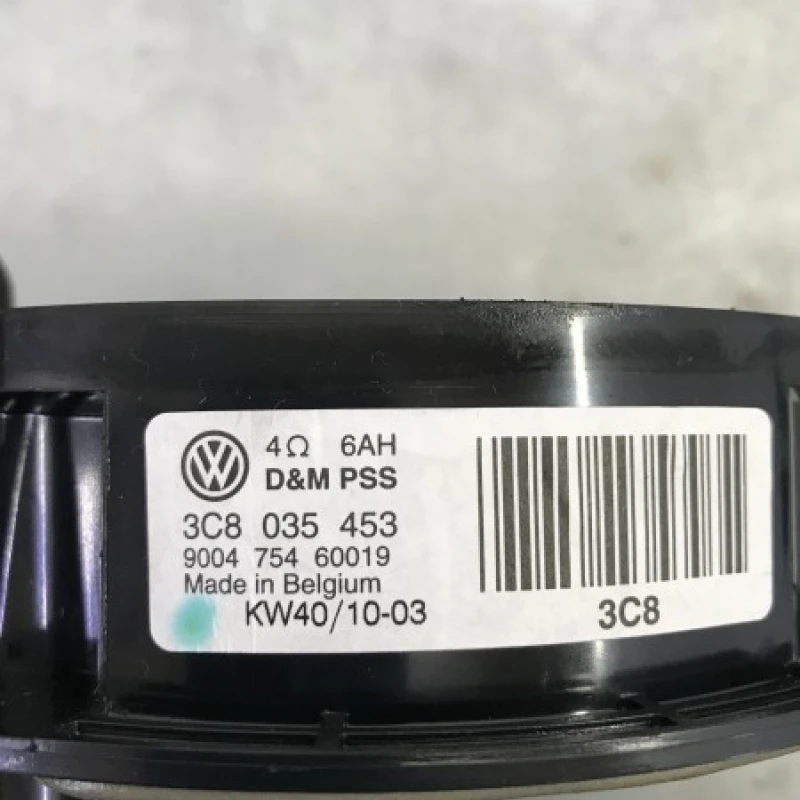 4Ω 6AH
D&M PSS
3C8 035 453
9004 754 60019
Made in Belgium
KW40/10-03
3C8